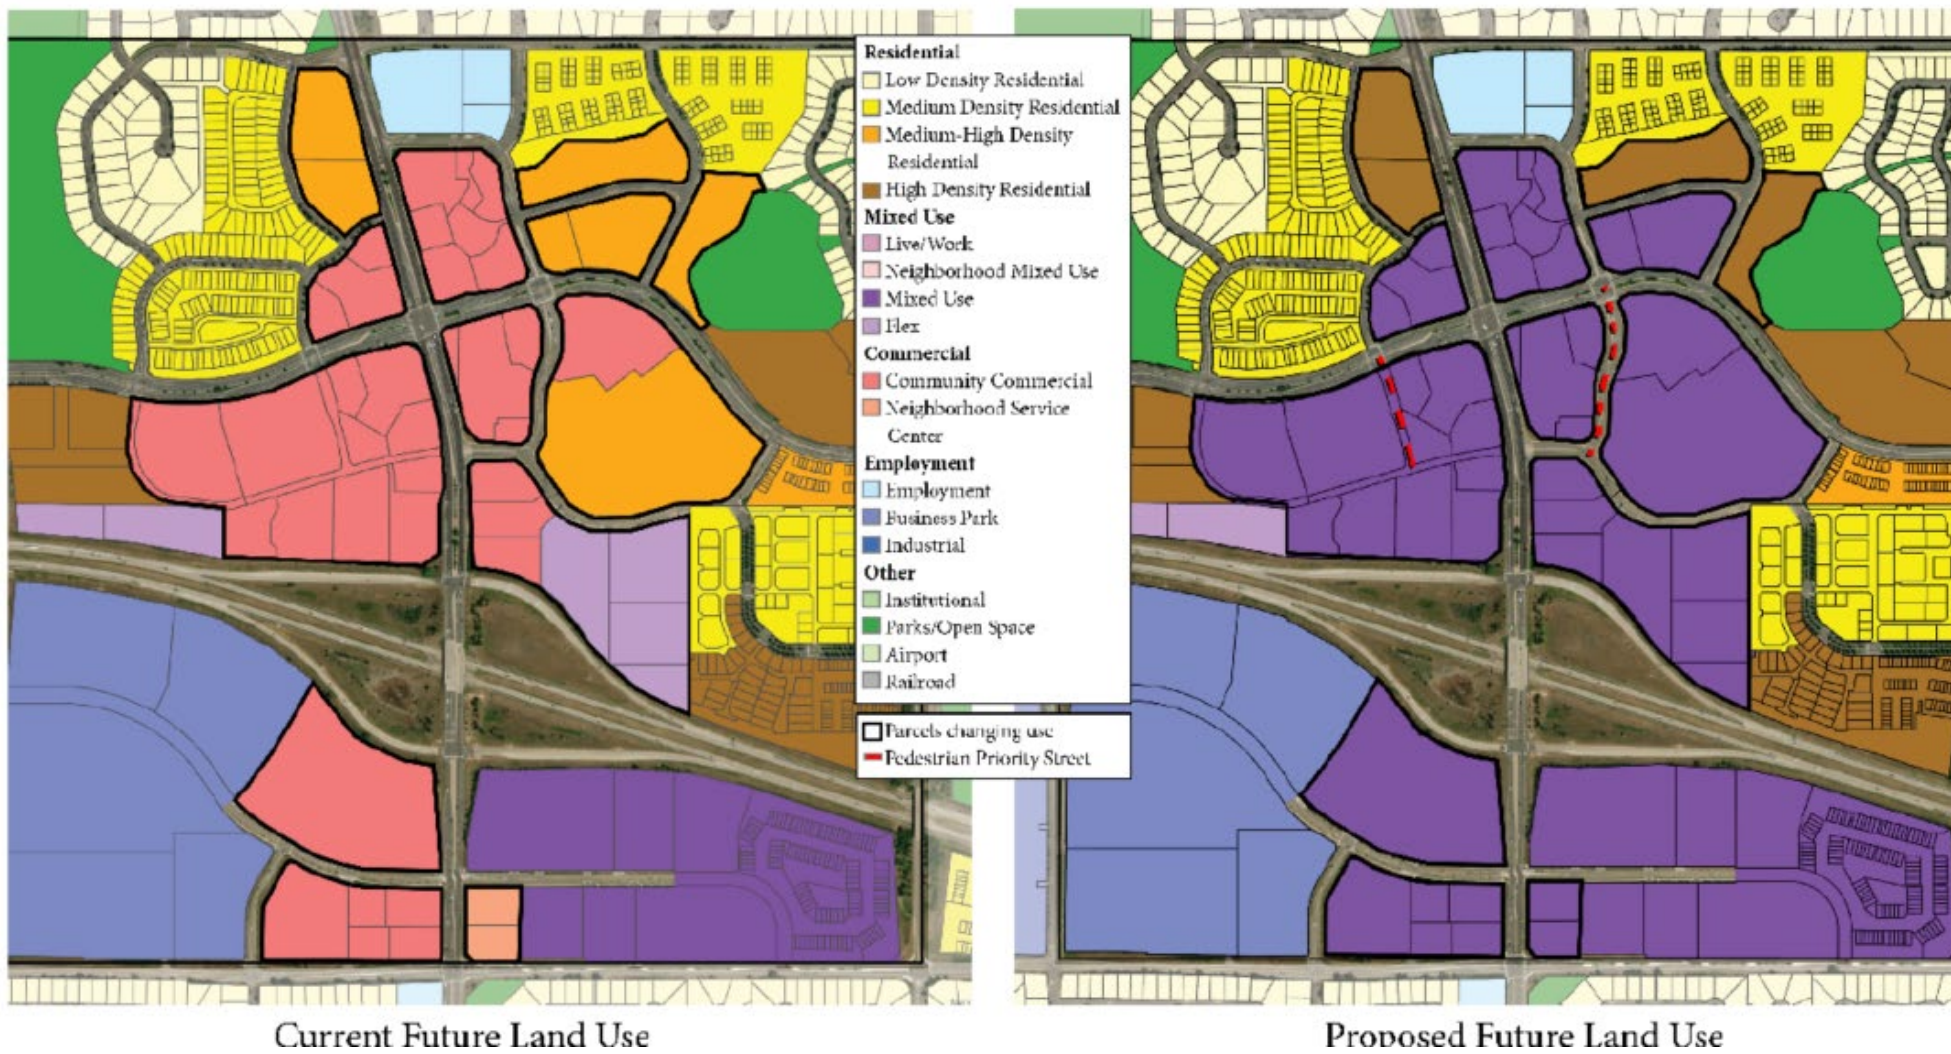 Residential
Low Density Residential
Medium Density Residential
Medium-High Density
Residential
High Density Residential
Mixed Use
Live/Work
Neighborhood Mixed Use
Mixed Use
Flex
Commercial
Community Commercial
Neighborhood Service
Center
Employment
Employment
Business Park
Industrial
Other
Institutional
Parks/Open Space
Airport
Railroad
Parcels changing use
Pedestrian Priority Street
Current Future Land Use
Proposed Future Land Use